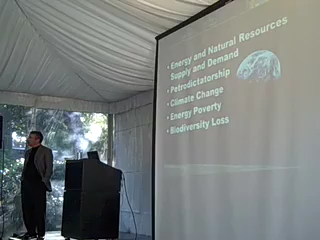 • Energy and Natural Resources
Supply and Demand
• Petrodictatorship
• Climate Change
• Energy Poverty
• Biodiversity Loss